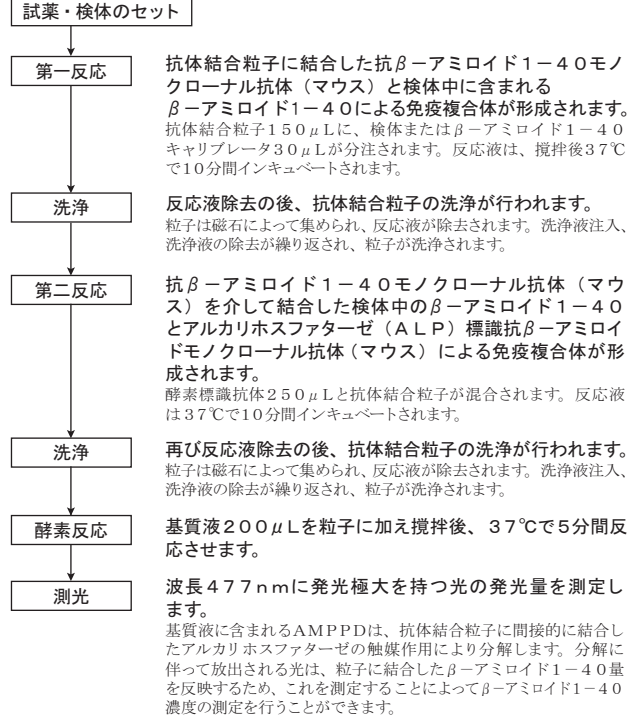 試薬・検体のセット
第一反応
抗体結合粒子に結合した抗β−アミロイド1−40モノ
クローナル抗体（マウス）と検体中に含まれる
β−アミロイド1−40による免疫複合体が形成されます。
抗体結合粒子150μLに、検体またはβ−アミロイド1−40
キャリブレータ30μLが分注されます。反応液は、撹拌後37℃
で10分間インキュベートされます。
洗浄
反応液除去の後、抗体結合粒子の洗浄が行われます。
粒子は磁石によって集められ、反応液が除去されます。洗浄液注入、
洗浄液の除去が繰り返され、粒子が洗浄されます。
第二反応
抗β−アミロイド1−40モノクローナル抗体（マウ
ス）を介して結合した検体中のβ−アミロイド1−40
とアルカリホスファターゼ（ALP）標識抗β−アミロイ
ドモノクローナル抗体（マウス）による免疫複合体が形
成されます。
酵素標識抗体250μLと抗体結合粒子が混合されます。反応液
は37℃で10分間インキュベートされます。
洗浄
再び反応液除去の後、抗体結合粒子の洗浄が行われます。
粒子は磁石によって集められ、反応液が除去されます。洗浄液注入、
洗浄液の除去が繰り返され、粒子が洗浄されます。
酵素反応
基質液200μLを粒子に加え撹拌後、37℃で5分間反
応させます。
測光
波長477nmに発光極大を持つ光の発光量を測定し
ます。
基質液に含まれるAMPPDは、抗体結合粒子に間接的に結合し
たアルカリホスファターゼの触媒作用により分解します。分解に
伴って放出される光は、粒子に結合したβ−アミロイド1−40量
を反映するため、これを測定することによってβ−アミロイド1−40
濃度の測定を行うことができます。